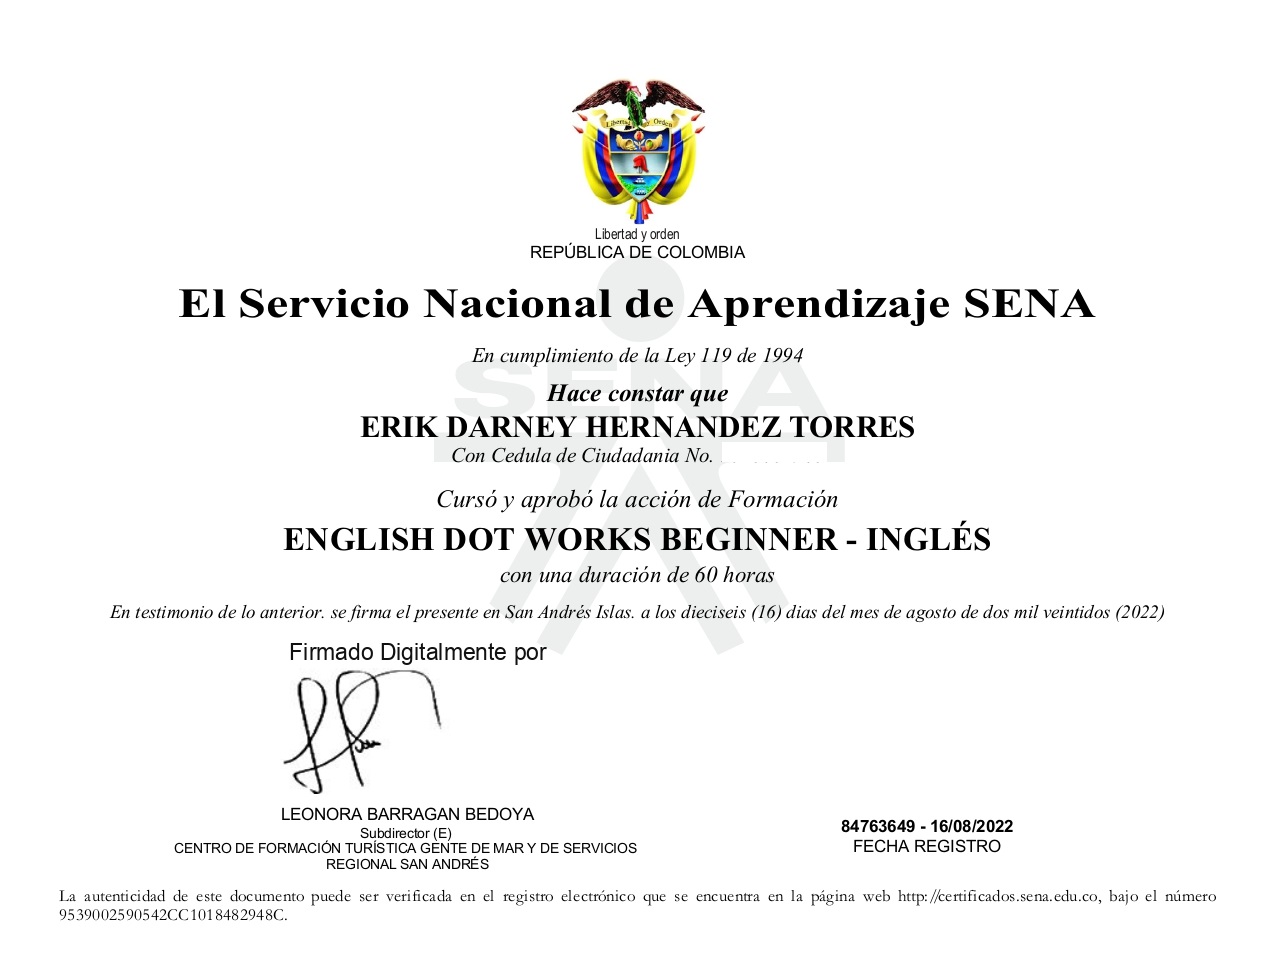 Libertad y Orden
Libertad y orden
REPÚBLICA DE COLOMBIA
El Servicio Nacional de Aprendizaje SENA
En cumplimiento de la Ley 119 de 1994
SENA
Hace constar que
ERIK DARNEY HERNANDEZ TORRES
Con Cedula de Ciudadania No.
Cursó y aprobó la acción de Formación
ENGLISH DOT WORKS BEGINNER - INGLÉS
con una duración de 60 horas
En testimonio de lo anterior. se firma el presente en San Andrés Islas. a los dieciseis (16) dias del mes de agosto de dos mil veintidos (2022)
Firmado Digitalmente por
LEONORA BARRAGAN BEDOYA
Subdirector (E)
CENTRO DE FORMACIÓN TURÍSTICA GENTE DE MAR Y DE SERVICIOS
REGIONAL SAN ANDRÉS
84763649 - 16/08/2022
FECHA REGISTRO
La autenticidad de este documento puede ser verificada en el registro electrónico que se encuentra en la página web http://certificados.sena.edu.co, bajo el número
9539002590542CC1018482948C.